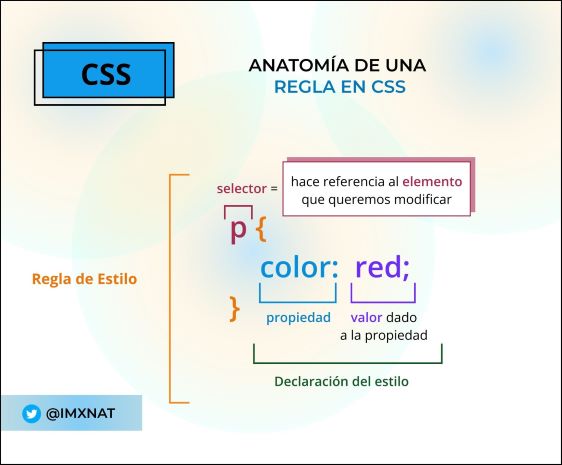 CSS
ANATOMÍA DE UNA
REGLA EN CSS
selector =
hace referencia al elemento
que queremos modificar
p {
color: red;
}
Regla de Estilo
propiedad
valor dado
a la propiedad
Declaración del estilo
@IMXNAT